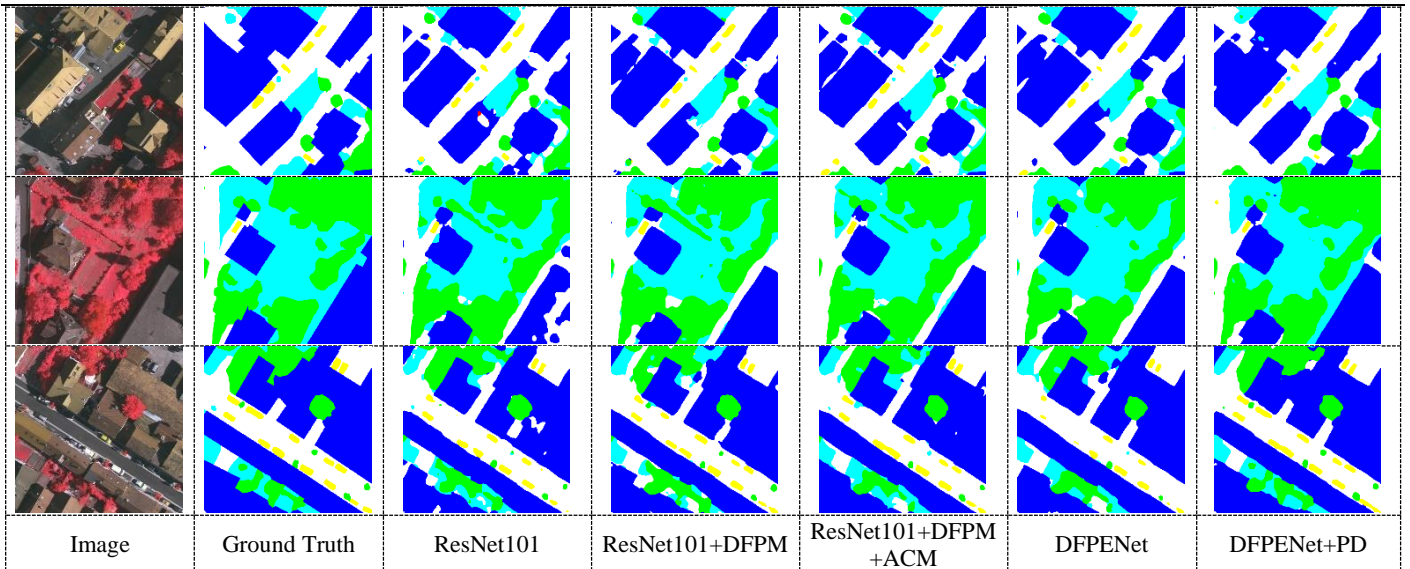 Image
Ground Truth
ResNet101
ResNet101+DFPM
ResNet101+DFPM
+ACM
DFPENet
DFPENet+PD